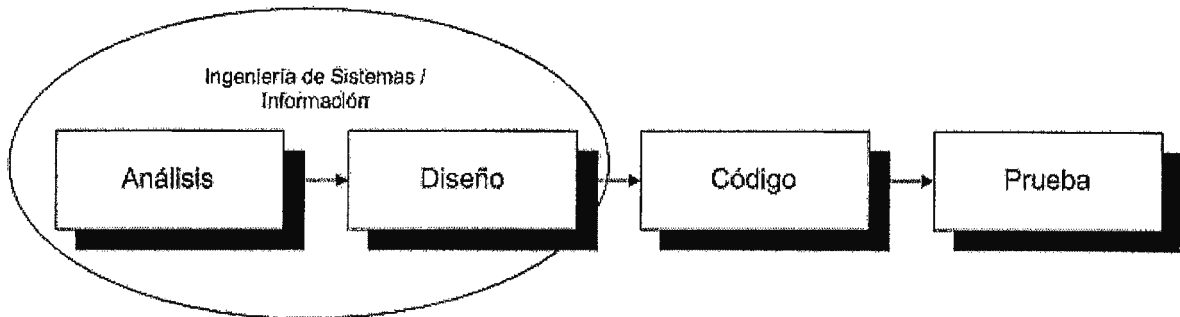 Ingeniería de Sistemas /
Información
Análisis
Diseño
Código
Prueba